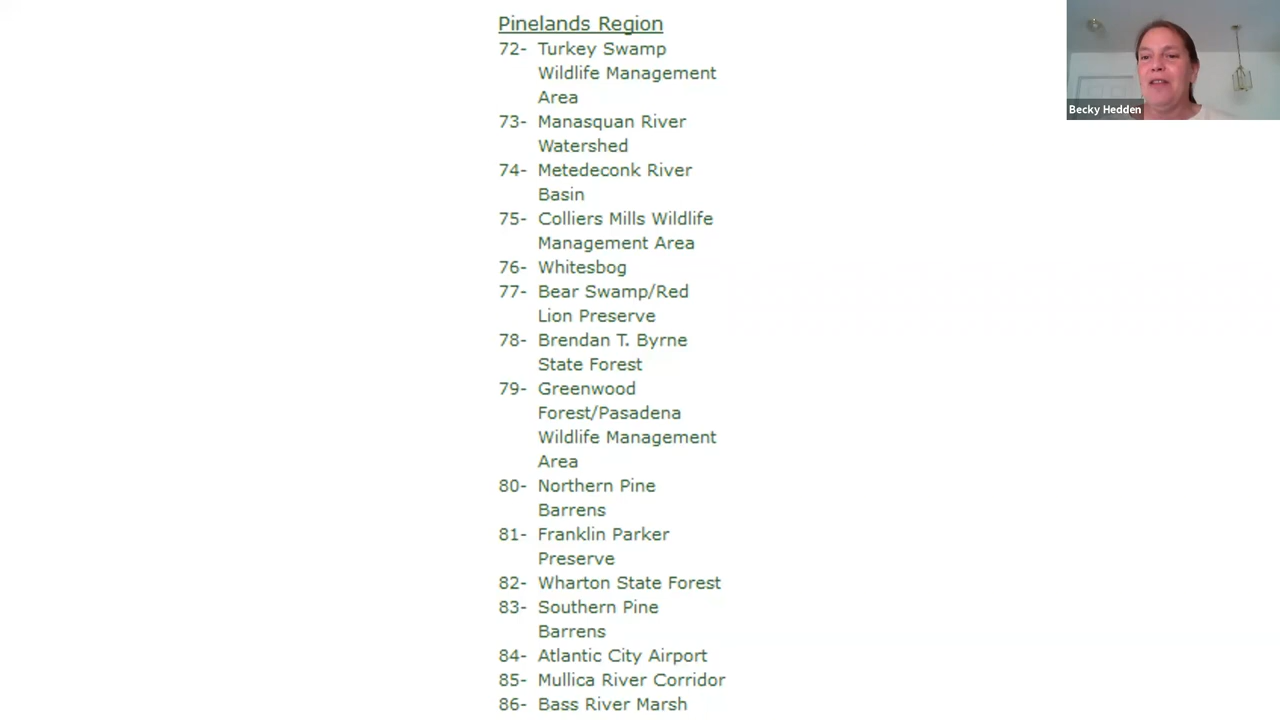 Pinelands Region
72- Turkey Swamp
Wildlife Management
Area
73- Manasquan River
Watershed
74- Metedeconk River
Basin
75- Colliers Mills Wildlife
Management Area
76- Whitesbog
77- Bear Swamp/Red
Lion Preserve
78- Brendan T. Byrne
State Forest
79- Greenwood
Forest/Pasadena
Wildlife Management
Area
80- Northern Pine
Barrens
81- Franklin Parker
Preserve
82- Wharton State Forest
83- Southern Pine
Barrens
84- Atlantic City Airport
85- Mullica River Corridor
86- Bass River Marsh
Becky Hedden